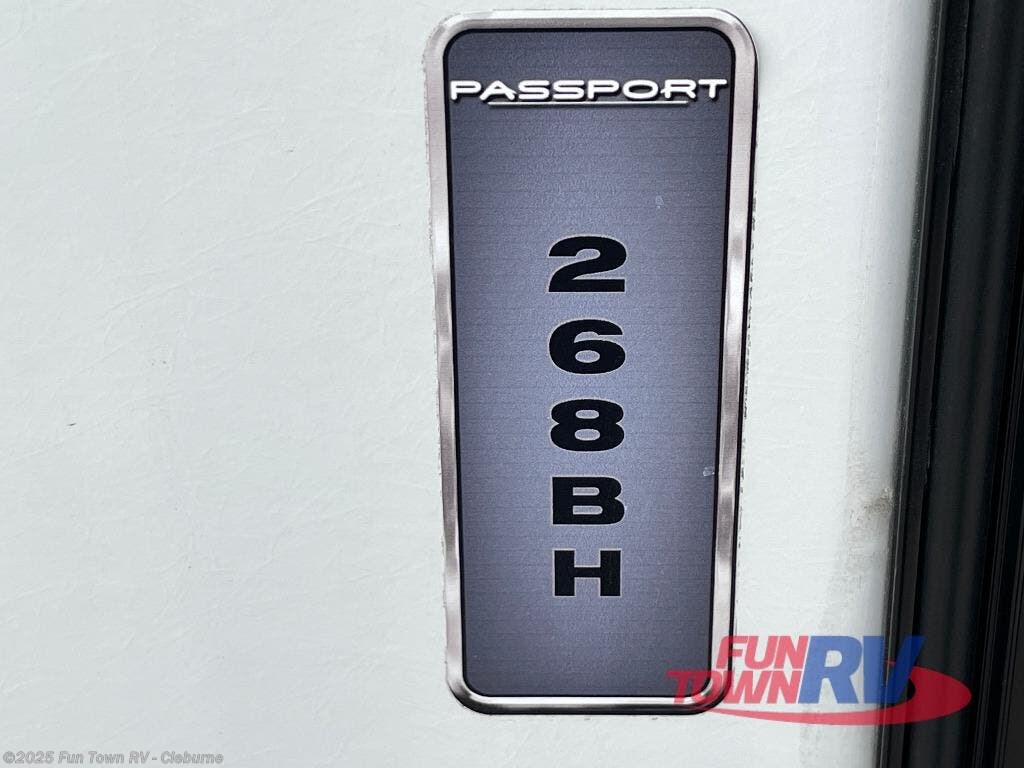 PASSPORT
2
6
8
B
H
FUN
TOWN RV
©2025 Fun Town RV - Cleburne